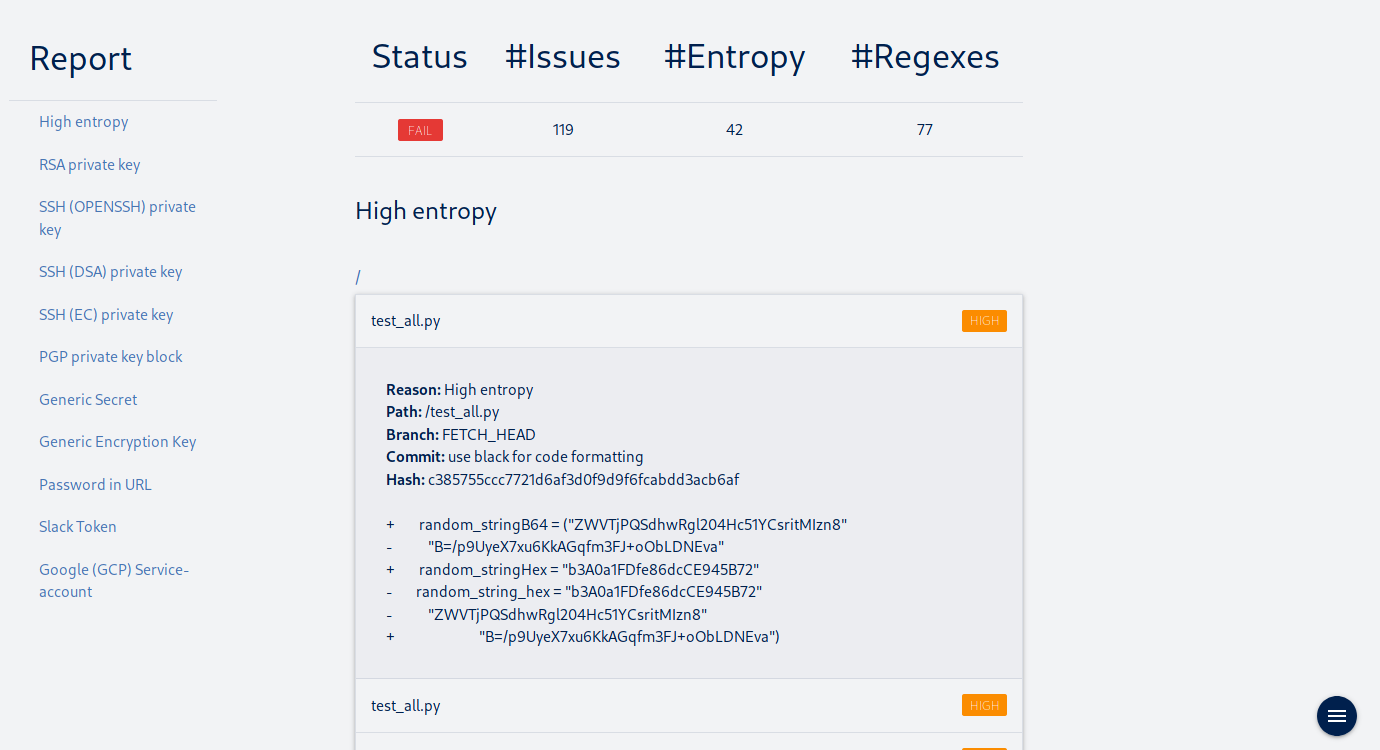 Report
High entropy
RSA private key
SSH (OPENSSH) private
key
SSH (DSA) private key
SSH (EC) private key
PGP private key block
Generic Secret
Generic Encryption Key
Password in URL
Slack Token
Google (GCP) Service-
account
Status #Issues #Entropy #Regexes
FAIL 119 42 77
High entropy
/
test_all.py HIGH
Reason: High entropy
Path: /test_all.py
Branch: FETCH_HEAD
Commit: use black for code formatting
Hash: c385755ccc7721d6af3d0f9d9f6fcabdd3acb6af
+ random_stringB64 = ("ZWVTjPQSdhwRgl204Hc51YCsritMIzn8"
- "B=/p9UyeX7xu6KkAGqfm3FJ+oObLDNEva"
+ random_stringHex = "b3A0a1FDfe86dcCE945B72"
- random_string_hex = "b3A0a1FDfe86dcCE945B72"
- "ZWVTjPQSdhwRgl204Hc51YCsritMIzn8"
+ "B=/p9UyeX7xu6KkAGqfm3FJ+oObLDNEva")
test_all.py HIGH